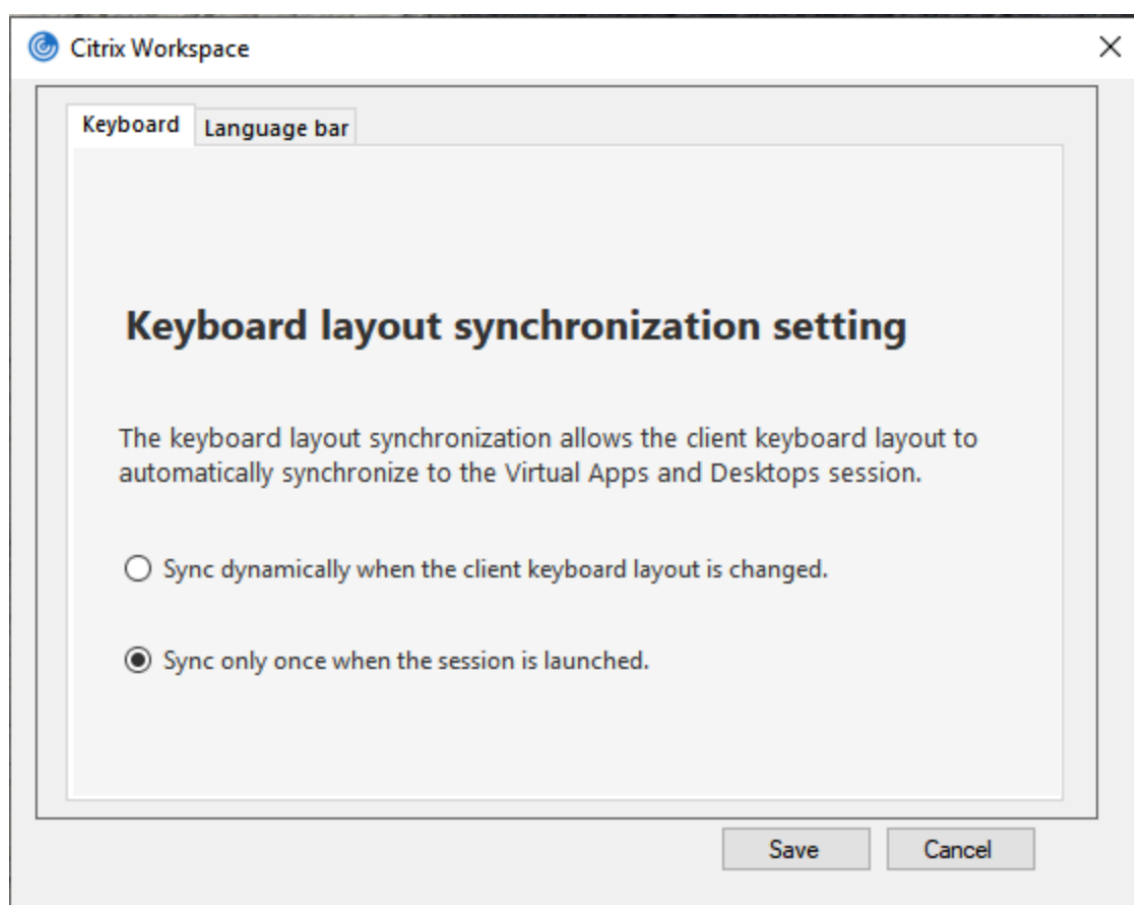 Citrix Workspace
Keyboard
Language bar
Keyboard layout synchronization setting
The keyboard layout synchronization allows the client keyboard layout to
automatically synchronize to the Virtual Apps and Desktops session.
Sync dynamically when the client keyboard layout is changed.
Sync only once when the session is launched.
Save
Cancel